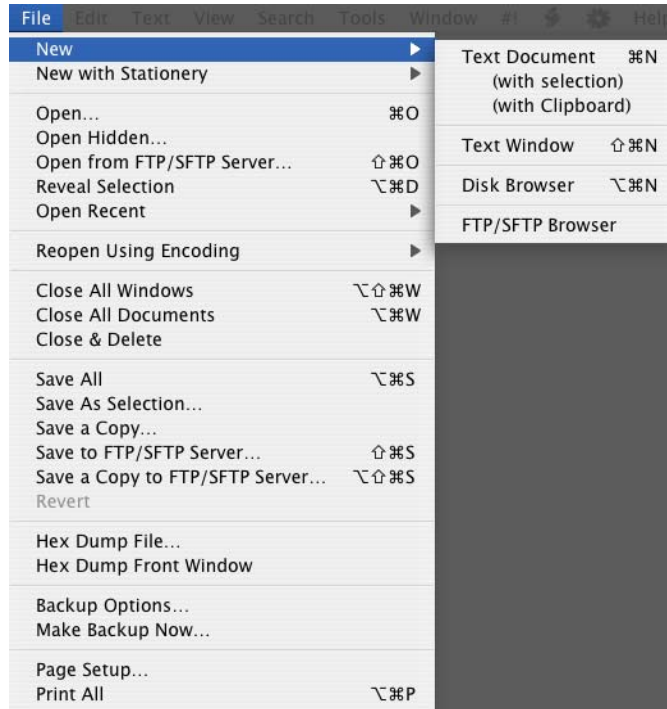 File Edit Text View Search Tools Window #! Help
New
New with Stationery
Open... ⌘O
Open Hidden...
Open from FTP/SFTP Server... ⇧⌘O
Reveal Selection ⌥⌘D
Open Recent
Reopen Using Encoding
Close All Windows ⌥⇧⌘W
Close All Documents ⌥⌘W
Close & Delete
Save All ⌥⌘S
Save As Selection...
Save a Copy...
Save to FTP/SFTP Server... ⇧⌘S
Save a Copy to FTP/SFTP Server... ⌥⇧⌘S
Revert
Hex Dump File...
Hex Dump Front Window
Backup Options...
Make Backup Now...
Page Setup...
Print All ⌥⌘P
Text Document ⌘N
(with selection)
(with Clipboard)
Text Window ⇧⌘N
Disk Browser ⌥⌘N
FTP/SFTP Browser